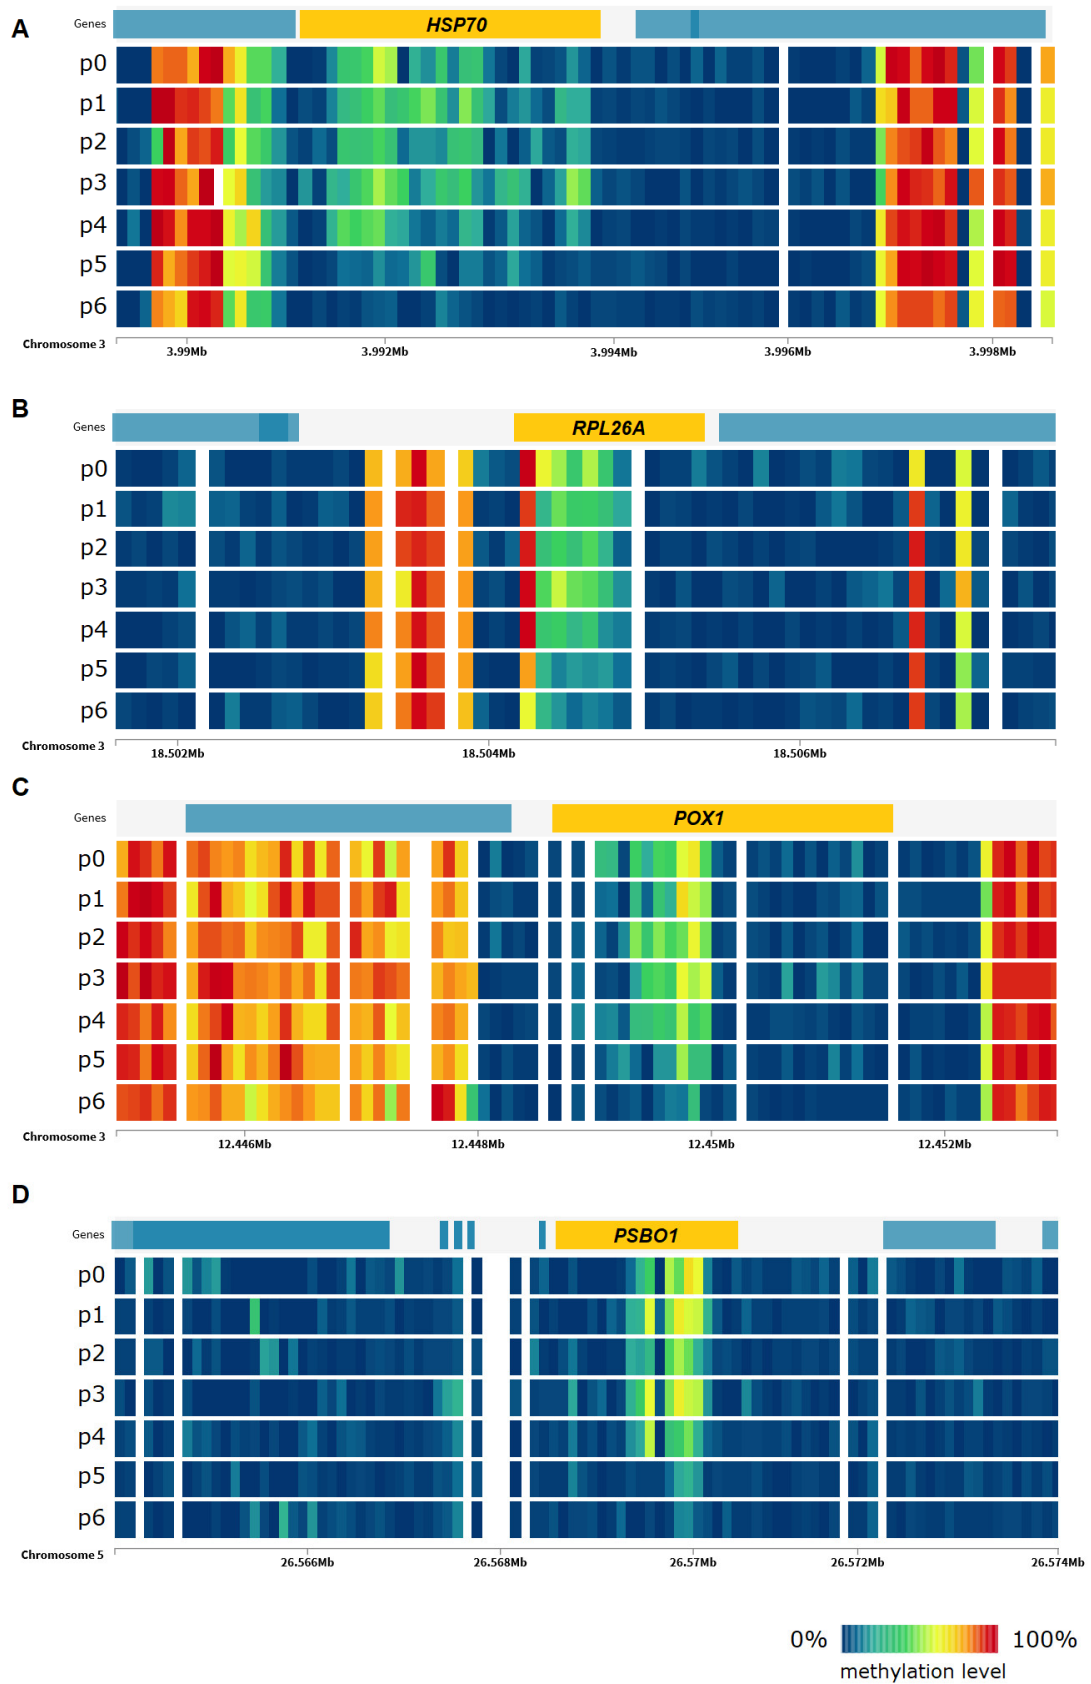 A
Genes
HSP70
p0
p1
p2
p3
p4
p5
p6
Chromosome 3
3.99Mb 3.992Mb 3.994Mb 3.996Mb 3.998Mb
B
Genes
RPL26A
p0
p1
p2
p3
p4
p5
p6
Chromosome 3
18.502Mb 18.504Mb 18.506Mb
C
Genes
POX1
p0
p1
p2
p3
p4
p5
p6
Chromosome 3
12.446Mb 12.448Mb 12.45Mb 12.452Mb
D
Genes
PSBO1
p0
p1
p2
p3
p4
p5
p6
Chromosome 5
26.566Mb 26.568Mb 26.57Mb 26.572Mb 26.574Mb
0% 100%
methylation level